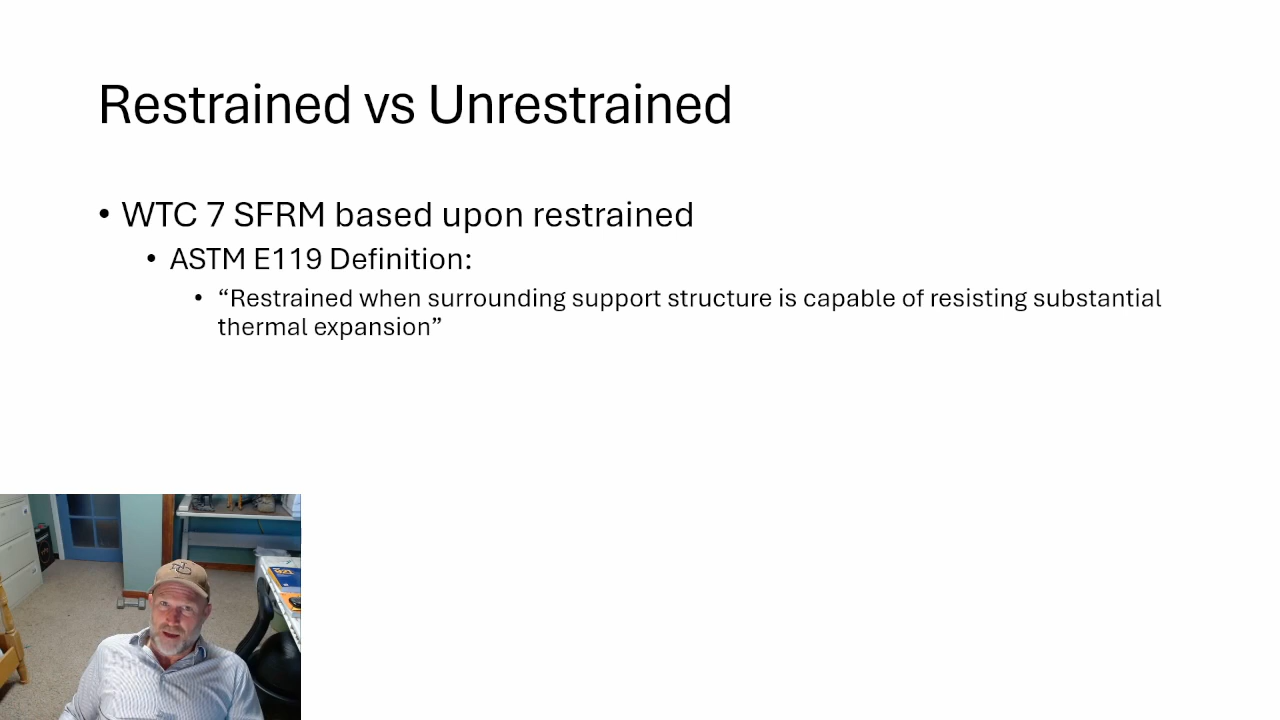 Restrained vs Unrestrained
• WTC 7 SFRM based upon restrained
• ASTM E119 Definition:
• “Restrained when surrounding support structure is capable of resisting substantial
thermal expansion”